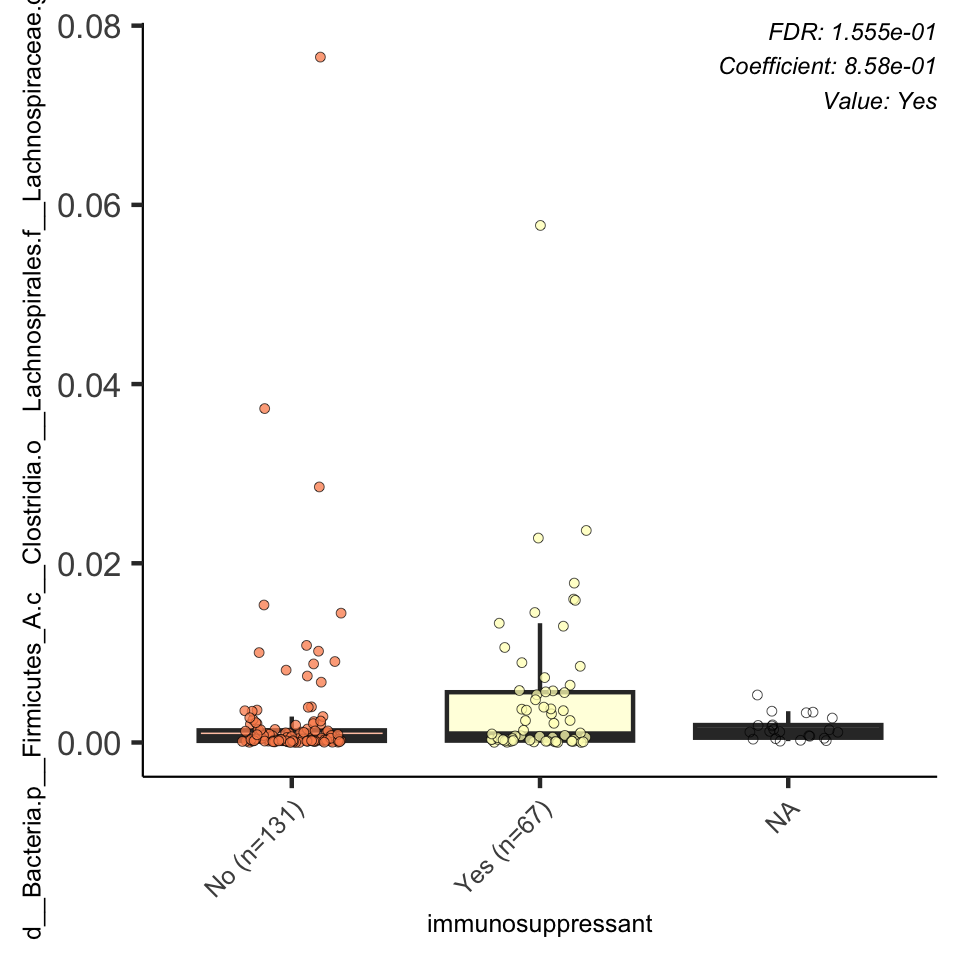 FDR: 1.555e-01
Coefficient: 8.58e-01
Value: Yes
0.08
0.06
0.04
0.02
0.00
d__Bacteria.p__Firmicutes_A.c__Clostridia.o__Lachnospirales.f__Lachnospiraceae.g
No (n=131)
Yes (n=67)
NA
immunosuppressant